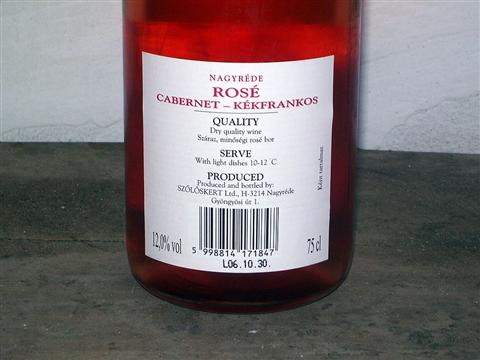 NAGYRÉDE
ROSÉ
CABERNET – KÉKFRANKOS
QUALITY
Dry quality wine
Száraz, minőségi rosé bor
SERVE
With light dishes 10-12 °C
PRODUCED
Produced and bottled by:
SZŐLŐSKERT Ltd., H-3214 Nagyréde
Gyöngyösi út 1.
Ként tartalmaz
12,0% vol
75 cl
5 998814 171847
L06.10.30.